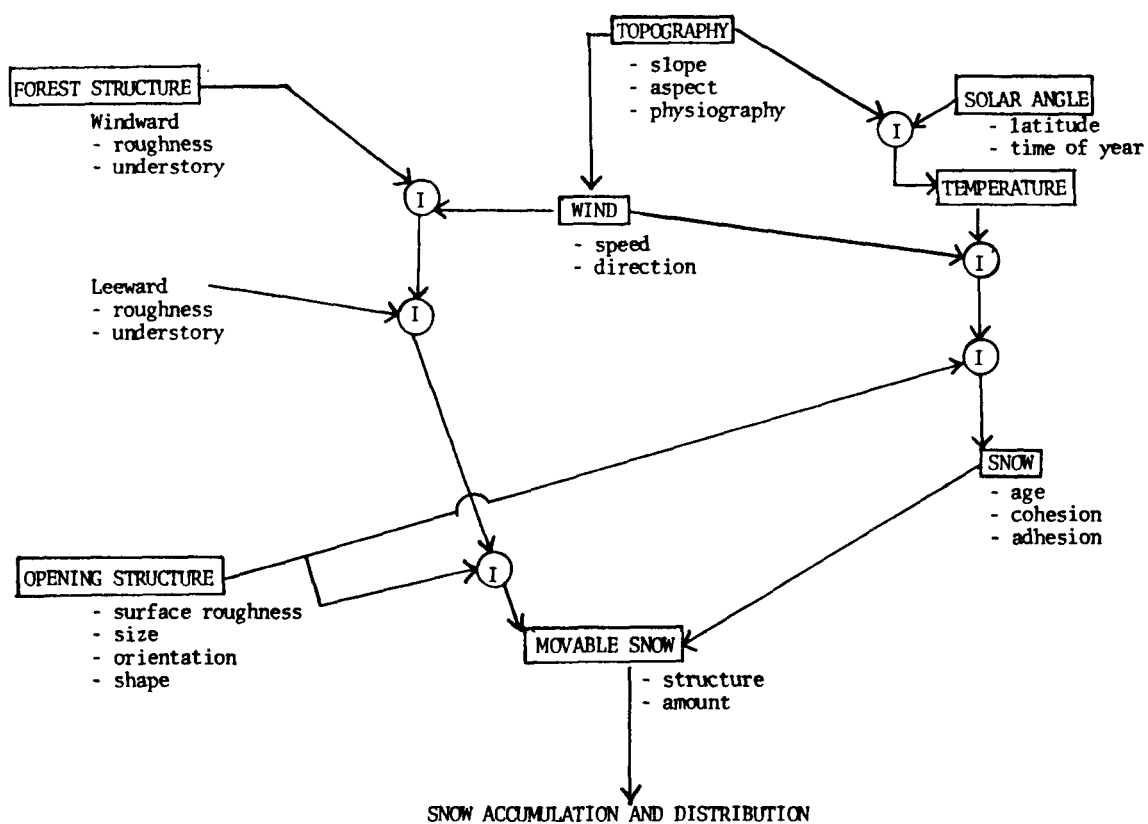 TOPOGRAPHY
- slope
- aspect
- physiography
FOREST STRUCTURE
Windward
- roughness
- understory
SOLAR ANGLE
- latitude
- time of year
I
TEMPERATURE
I
WIND
- speed
- direction
I
Leeward
- roughness
- understory
I
I
SNOW
- age
- cohesion
- adhesion
OPENING STRUCTURE
- surface roughness
- size
- orientation
- shape
I
MOVABLE SNOW
- structure
- amount
SNOW ACCUMULATION AND DISTRIBUTION